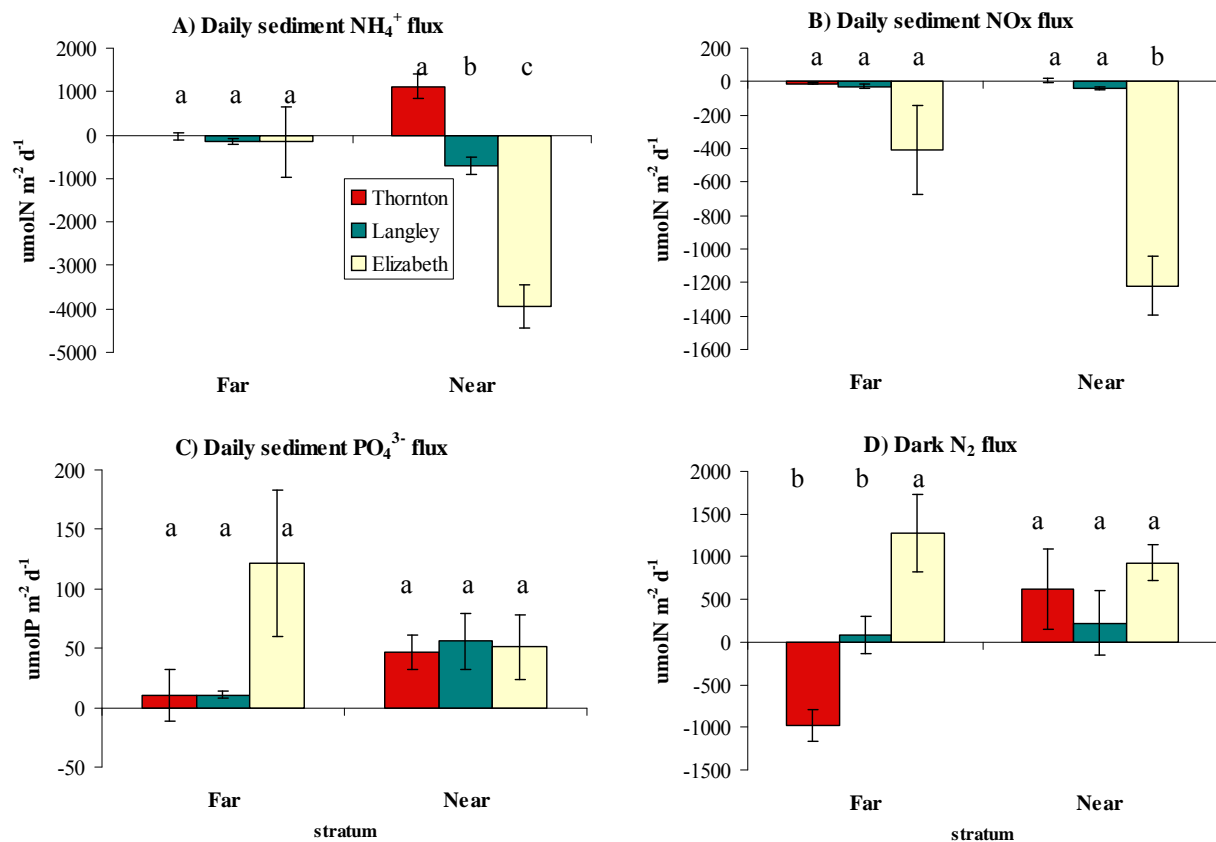 A) Daily sediment NH₄⁺ flux
2000
1000
0
-1000
-2000
-3000
-4000
-5000
umolN m⁻² d⁻¹
a a a
a b c
Thornton
Langley
Elizabeth
Far Near
B) Daily sediment NOx flux
200
0
-200
-400
-600
-800
-1000
-1200
-1400
-1600
umolN m⁻² d⁻¹
a a a
a a b
Far Near
C) Daily sediment PO₄³⁻ flux
200
150
100
50
0
-50
umolP m⁻² d⁻¹
a a a
a a a
Far Near
stratum
D) Dark N₂ flux
2000
1500
1000
500
0
-500
-1000
-1500
umolN m⁻² d⁻¹
b b a
a a a
Far Near
stratum